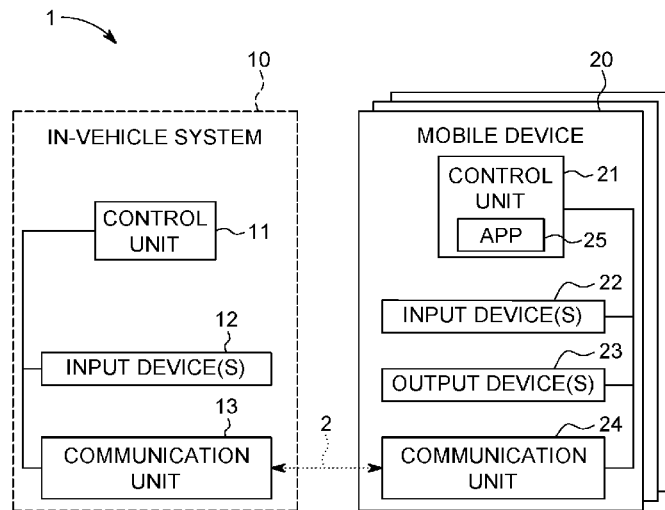 1
10
IN-VEHICLE SYSTEM
CONTROL
UNIT
11
12
INPUT DEVICE(S)
13
COMMUNICATION
UNIT
2
20
MOBILE DEVICE
21
CONTROL
UNIT
APP
25
22
INPUT DEVICE(S)
23
OUTPUT DEVICE(S)
24
COMMUNICATION
UNIT